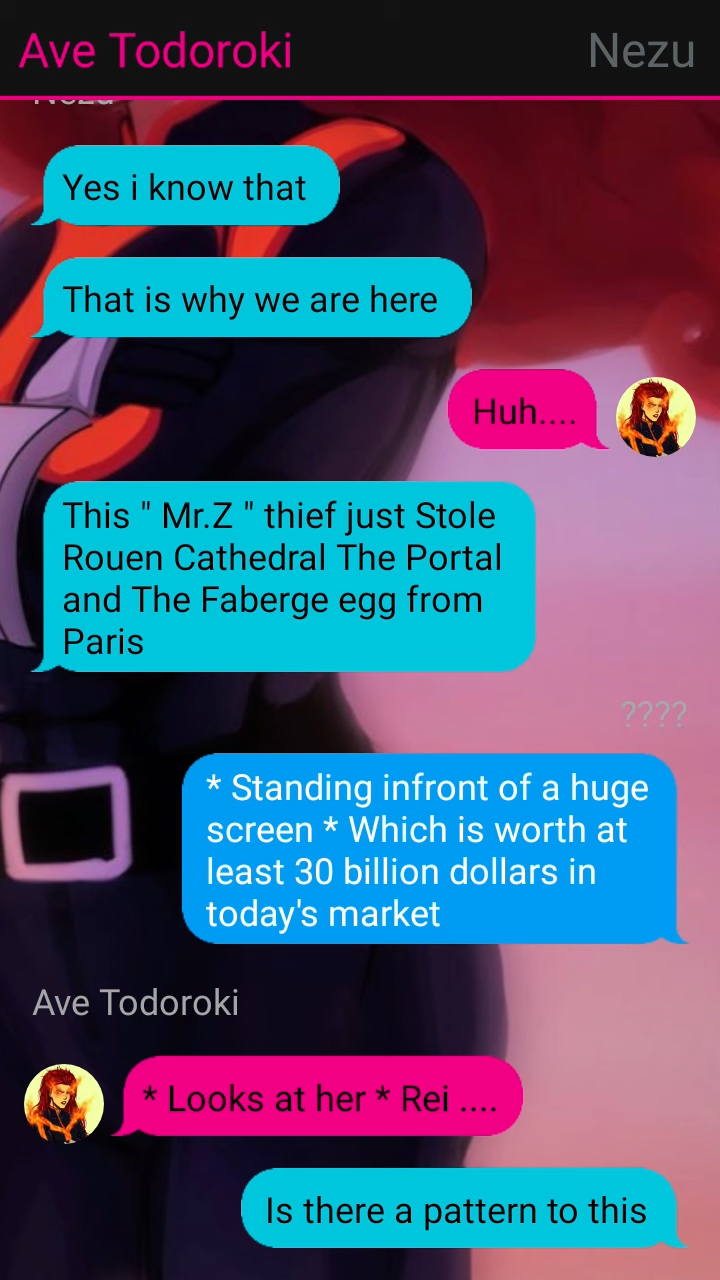 Ave Todoroki
Nezu
Nezu
Yes i know that
That is why we are here
Huh....
This " Mr.Z " thief just Stole
Rouen Cathedral The Portal
and The Faberge egg from
Paris
????
* Standing infront of a huge
screen * Which is worth at
least 30 billion dollars in
today's market
Ave Todoroki
* Looks at her * Rei ....
Is there a pattern to this